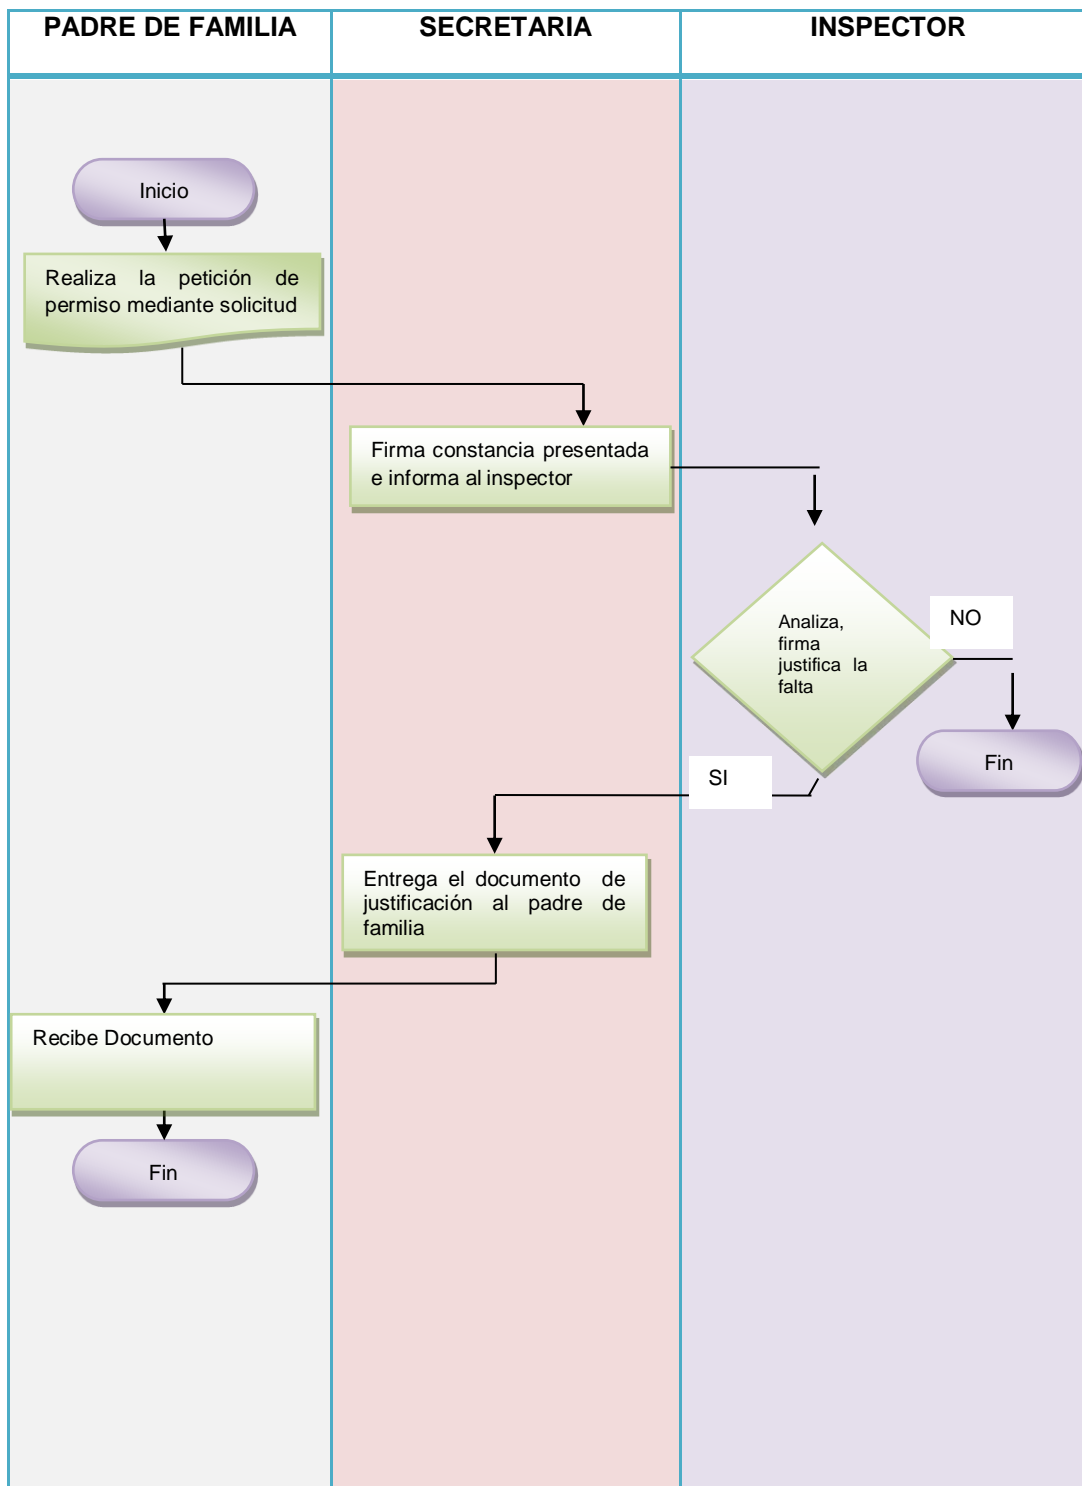 PADRE DE FAMILIA
SECRETARIA
INSPECTOR
Inicio
Realiza la petición de
permiso mediante solicitud
Firma constancia presentada
e informa al inspector
Analiza,
firma
justifica la
falta
NO
Fin
SI
Entrega el documento de
justificación al padre de
familia
Recibe Documento
Fin